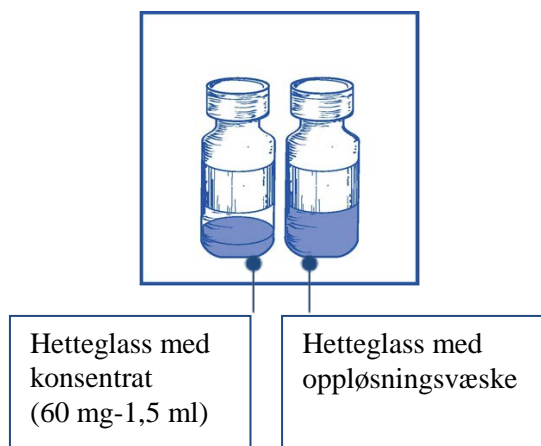 Hetteglass med
konsentrat
(60 mg-1,5 ml)
Hetteglass med
oppløsningsvæske